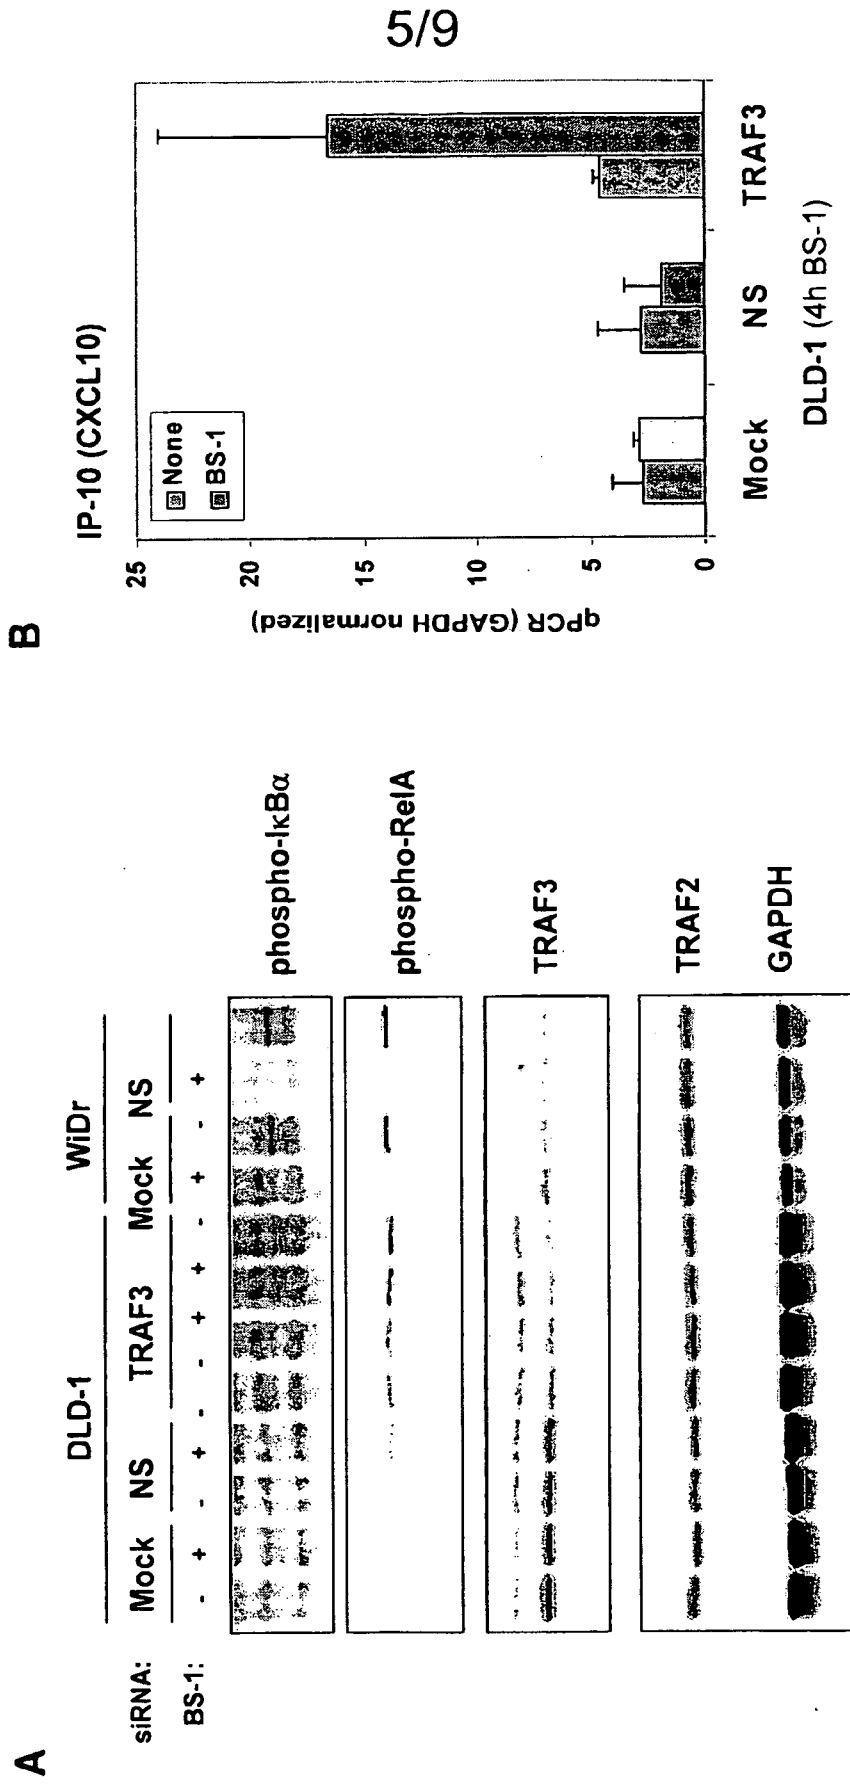 5/9
A
DLD-1 WiDr
siRNA: Mock NS TRAF3 Mock NS
BS-1: - + - + - - + + - + - +
phospho-IκBα
phospho-RelA
TRAF3
TRAF2
GAPDH
B
IP-10 (CXCL10)
None
BS-1
qPCR (GAPDH normalized)
25
20
15
10
5
0
Mock NS TRAF3
DLD-1 (4h BS-1)